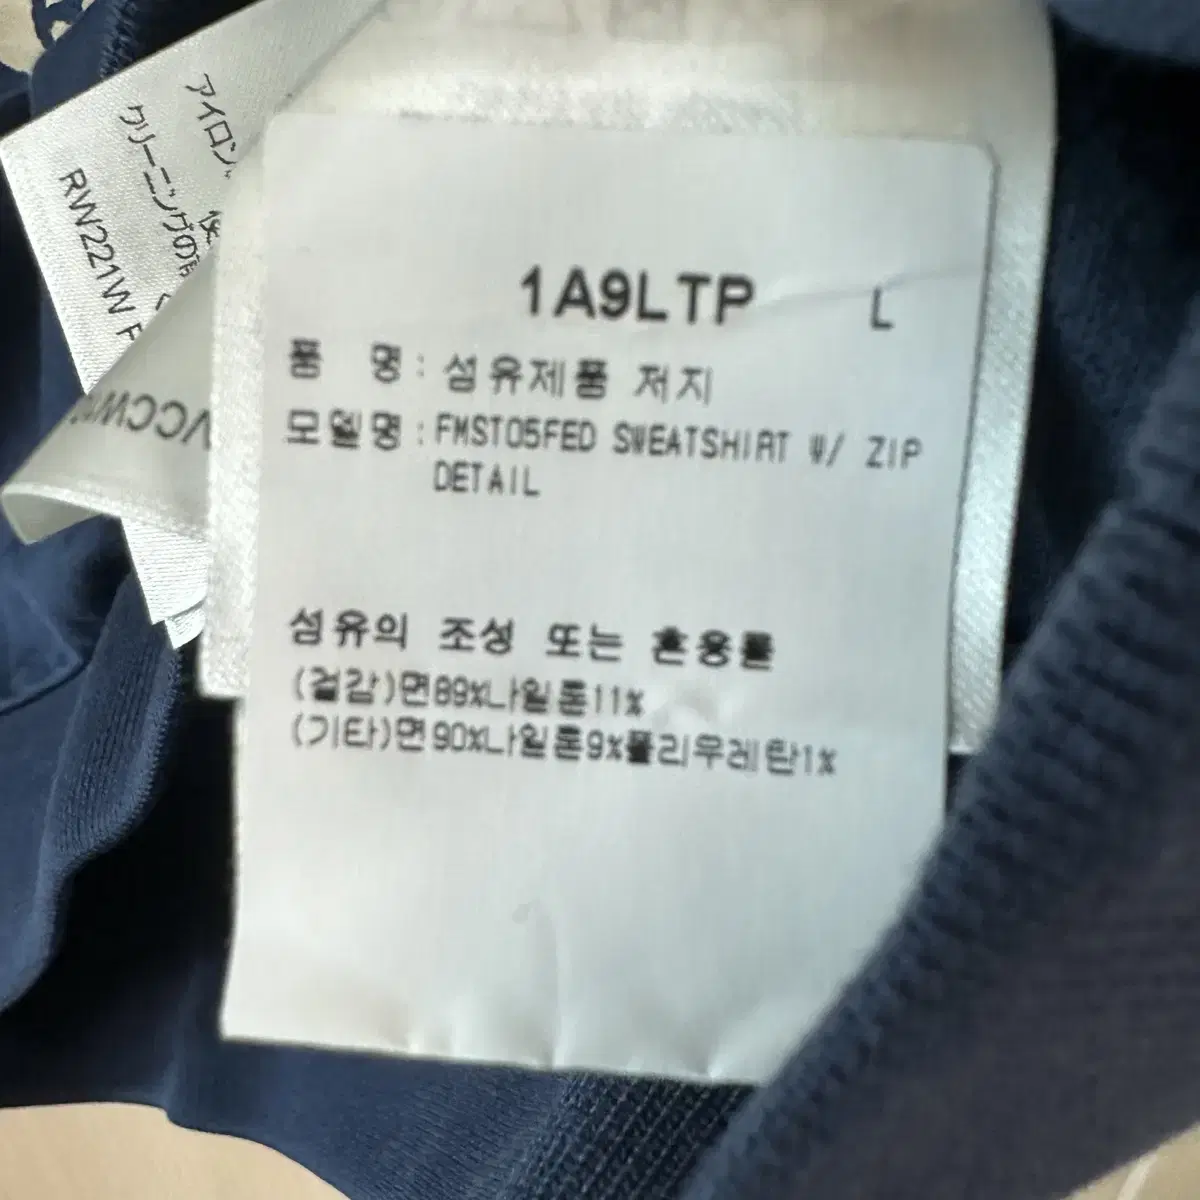 アイロン
クリーニングの
RW221W F
VCCW
1A9LTP L
품 명 : 섬유제품 저지
모델명 : FMST05FED SWEATSHIRT W/ ZIP
DETAIL
섬유의 조성 또는 혼용률
(겉감)면89%나일론11%
(기타)면90%나일론9%폴리우레탄1%